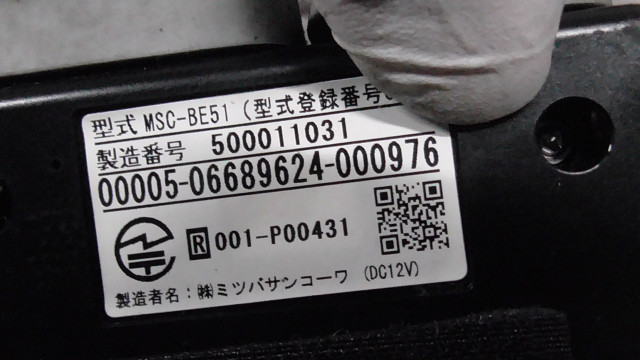 型式 MSC-BE51 (型式登録番号
製造番号 500011031
00005-06689624-000976
R 001-P00431
製造者名:㈱ミツバサンコーワ (DC12V)